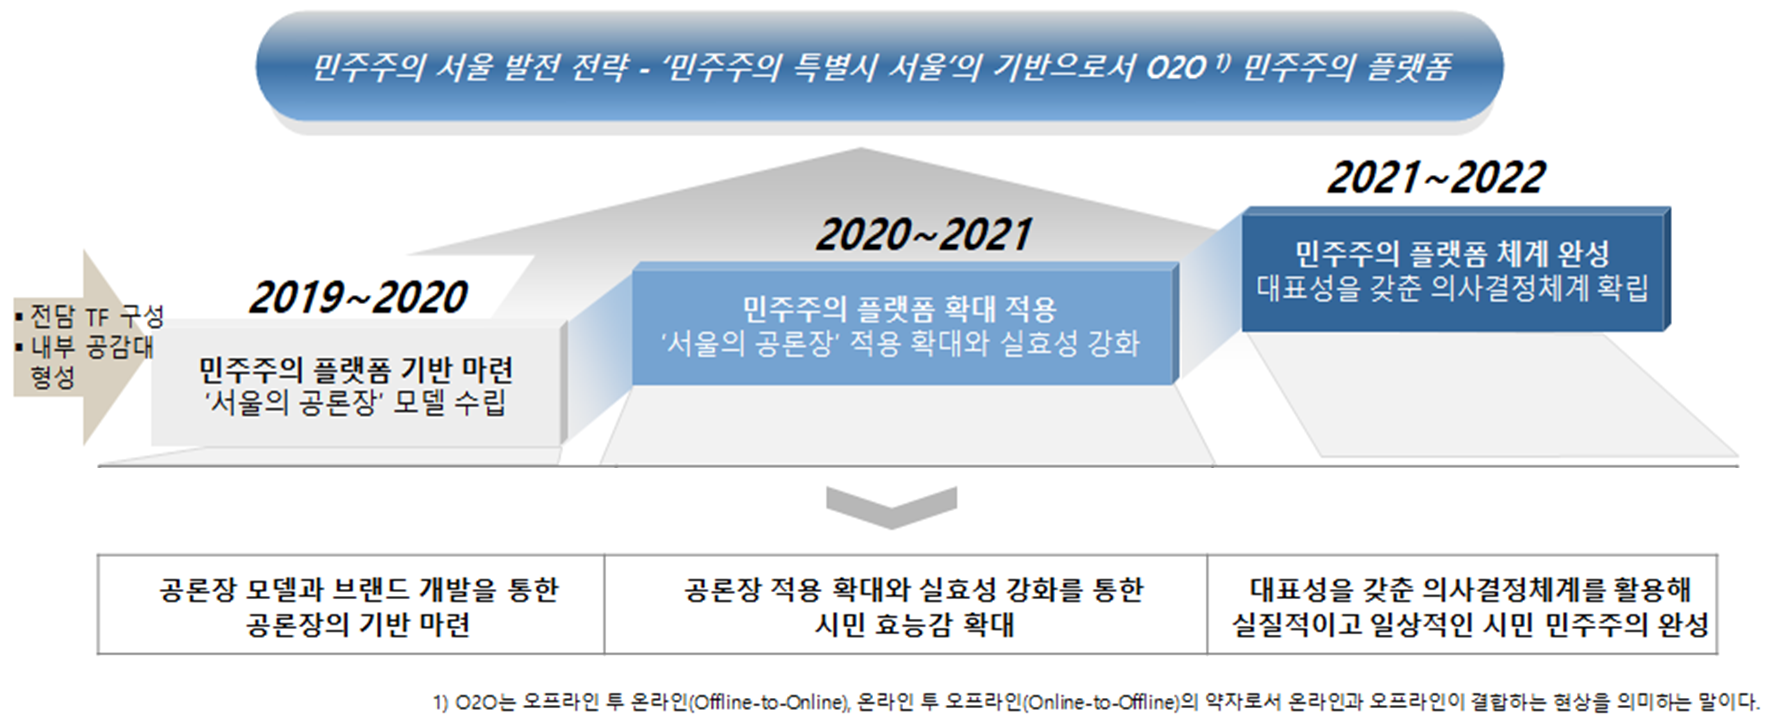 민주주의 서울 발전 전략 - ‘민주주의 특별시 서울’의 기반으로서 O2O ¹⁾ 민주주의 플랫폼
▪ 전담 TF 구성
▪ 내부 공감대
형성
2019~2020
민주주의 플랫폼 기반 마련
‘서울의 공론장’ 모델 수립
2020~2021
민주주의 플랫폼 확대 적용
‘서울의 공론장’ 적용 확대와 실효성 강화
2021~2022
민주주의 플랫폼 체계 완성
대표성을 갖춘 의사결정체계 확립
공론장 모델과 브랜드 개발을 통한
공론장의 기반 마련
공론장 적용 확대와 실효성 강화를 통한
시민 효능감 확대
대표성을 갖춘 의사결정체계를 활용해
실질적이고 일상적인 시민 민주주의 완성
1) O2O는 오프라인 투 온라인(Offline-to-Online), 온라인 투 오프라인(Online-to-Offline)의 약자로서 온라인과 오프라인이 결합하는 현상을 의미하는 말이다.